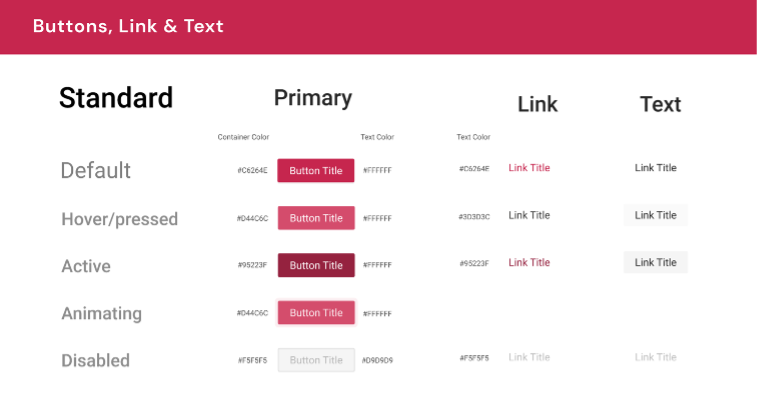 Buttons, Link & Text
Standard Primary Link Text
Container Color Text Color Text Color
Default #C6264E Button Title #FFFFFF #C6264E Link Title Link Title
Hover/pressed #D44C6C Button Title #FFFFFF #3D3D3C Link Title Link Title
Active #95223F Button Title #FFFFFF #95223F Link Title Link Title
Animating #D44C6C Button Title #FFFFFF
Disabled #F5F5F5 Button Title #D9D9D9 #F5F5F5 Link Title Link Title